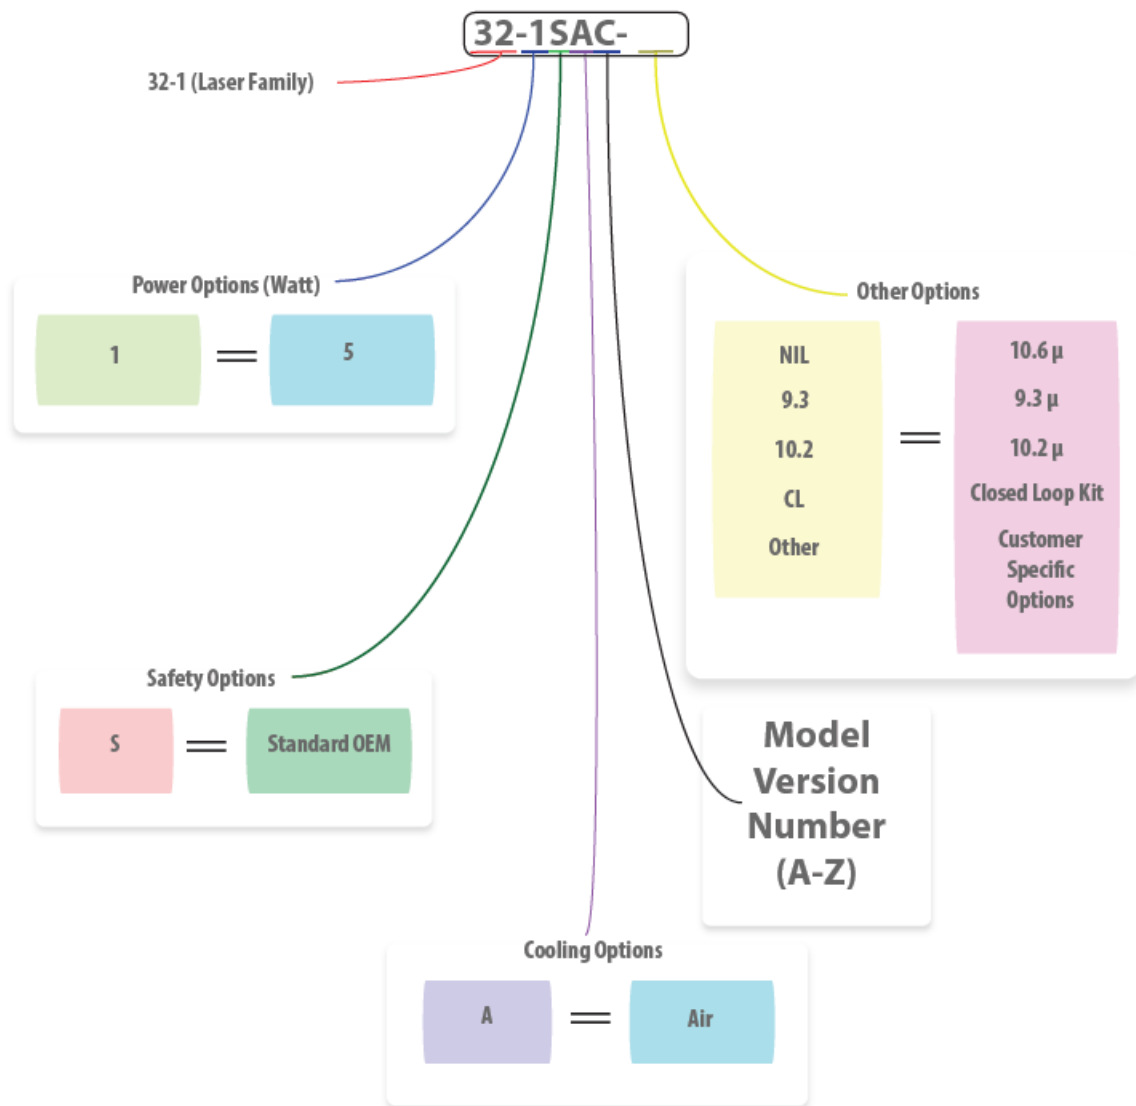 32-1SAC-
32-1 (Laser Family)
Power Options (Watt)
1 = 5
Other Options
NIL
9.3
10.2
CL
Other
=
10.6 μ
9.3 μ
10.2 μ
Closed Loop Kit
Customer
Specific
Options
Safety Options
S = Standard OEM
Model
Version
Number
(A-Z)
Cooling Options
A = Air